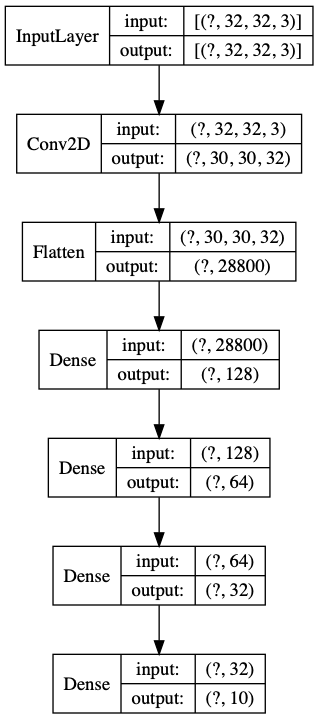 InputLayer
input: [(?, 32, 32, 3)]
output: [(?, 32, 32, 3)]
Conv2D
input: (?, 32, 32, 3)
output: (?, 30, 30, 32)
Flatten
input: (?, 30, 30, 32)
output: (?, 28800)
Dense
input: (?, 28800)
output: (?, 128)
Dense
input: (?, 128)
output: (?, 64)
Dense
input: (?, 64)
output: (?, 32)
Dense
input: (?, 32)
output: (?, 10)